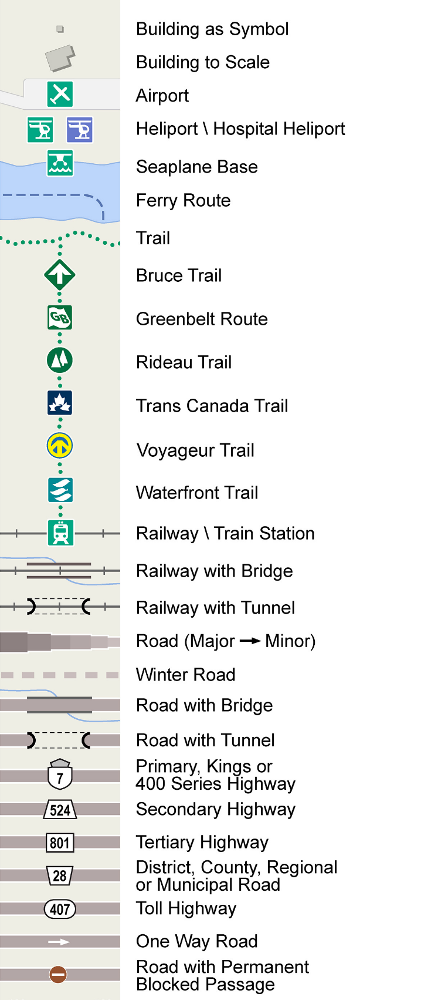 Building as Symbol
Building to Scale
Airport
Heliport \ Hospital Heliport
Seaplane Base
Ferry Route
Trail
Bruce Trail
GB
Greenbelt Route
Rideau Trail
Trans Canada Trail
Voyageur Trail
Waterfront Trail
Railway \ Train Station
Railway with Bridge
Railway with Tunnel
Road (Major → Minor)
Winter Road
Road with Bridge
Road with Tunnel
7
Primary, Kings or
400 Series Highway
524
Secondary Highway
801
Tertiary Highway
28
District, County, Regional
or Municipal Road
407
Toll Highway
One Way Road
Road with Permanent
Blocked Passage